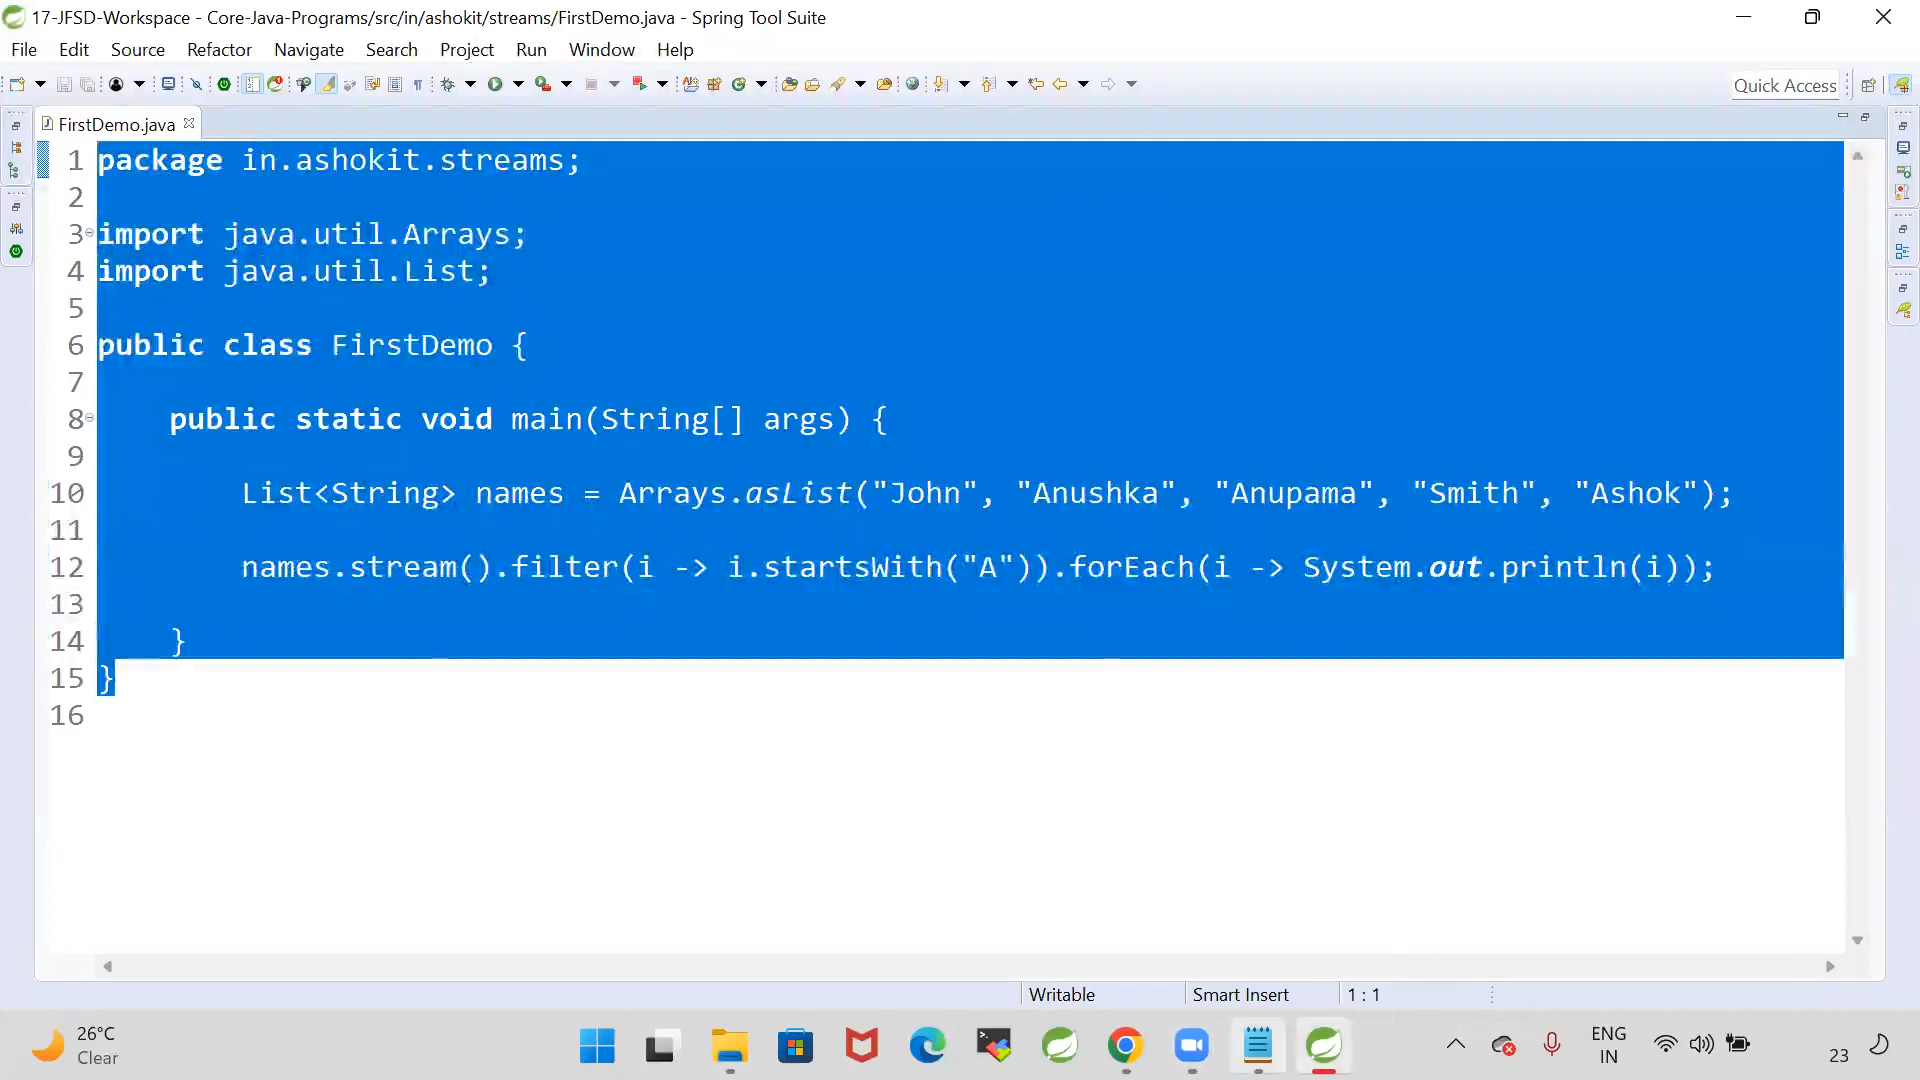 17-JFSD-Workspace - Core-Java-Programs/src/in/ashokit/streams/FirstDemo.java - Spring Tool Suite
File Edit Source Refactor Navigate Search Project Run Window Help
Quick Access
FirstDemo.java
1 package in.ashokit.streams;
2
3 import java.util.Arrays;
4 import java.util.List;
5
6 public class FirstDemo {
7
8 public static void main(String[] args) {
9
10 List<String> names = Arrays.asList("John", "Anushka", "Anupama", "Smith", "Ashok");
11
12 names.stream().filter(i -> i.startsWith("A")).forEach(i -> System.out.println(i));
13
14 }
15 }
16
Writable Smart Insert 1 : 1
26°C
Clear
ENG
IN
23